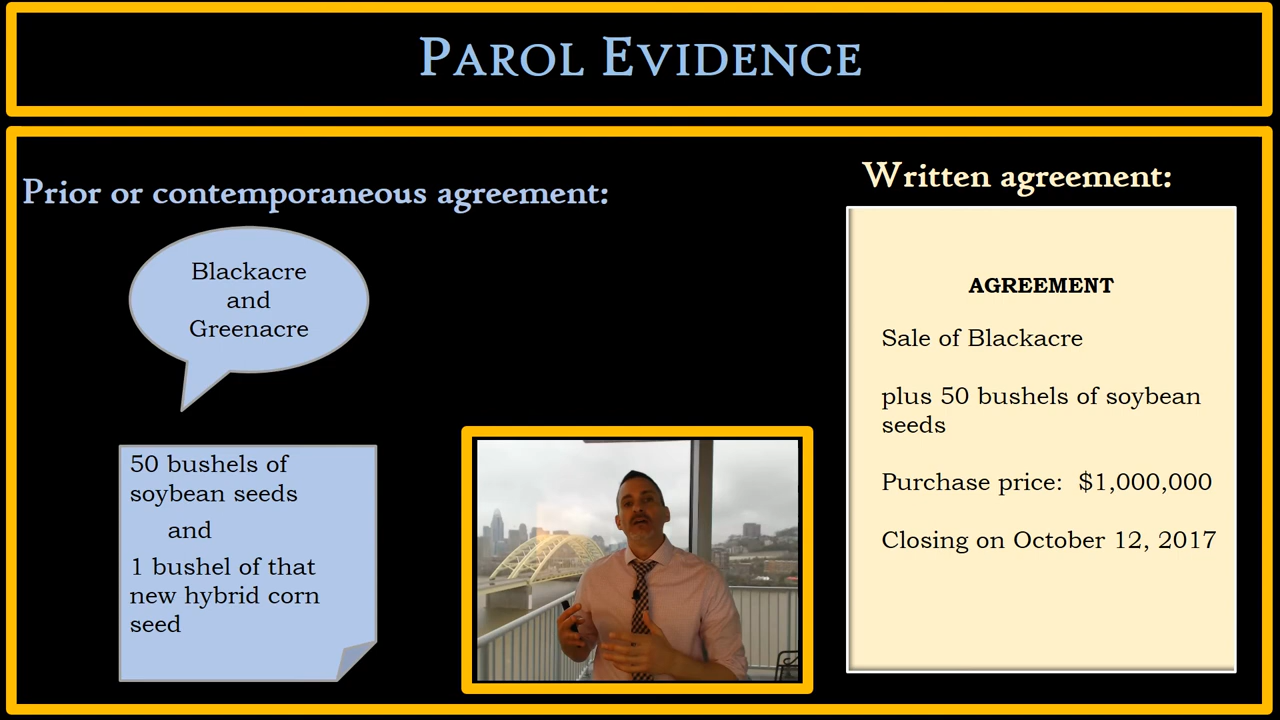 PAROL EVIDENCE
Prior or contemporaneous agreement:
Blackacre
and
Greenacre
50 bushels of
soybean seeds
and
1 bushel of that
new hybrid corn
seed
Written agreement:
AGREEMENT
Sale of Blackacre
plus 50 bushels of soybean
seeds
Purchase price: $1,000,000
Closing on October 12, 2017